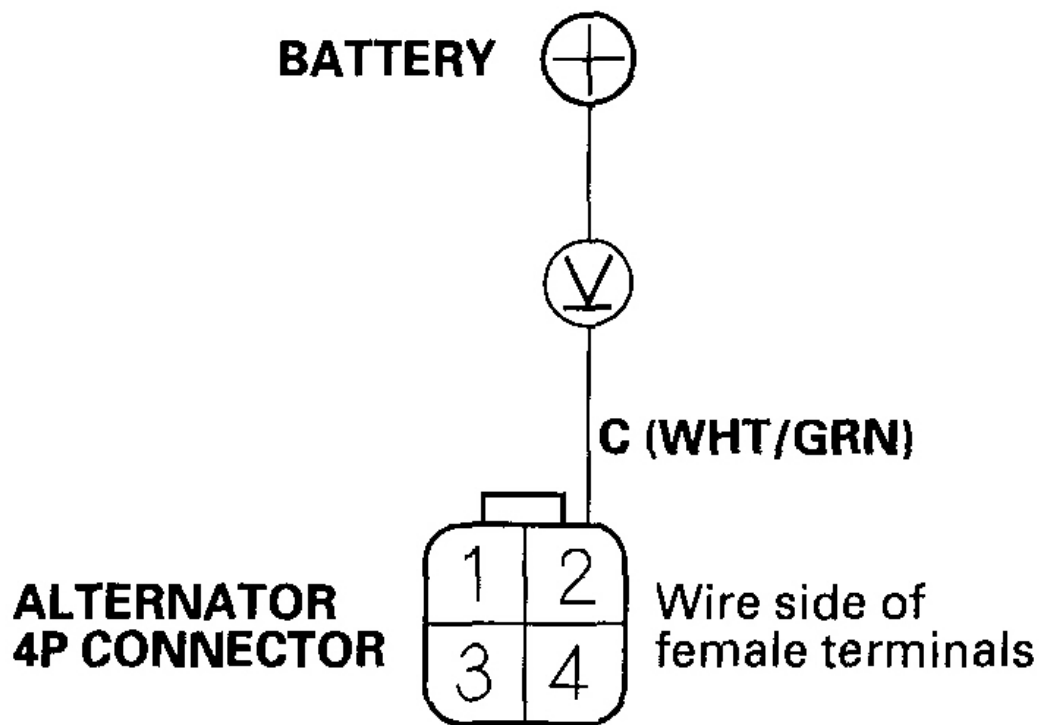 BATTERY
V
C (WHT/GRN)
1 2
ALTERNATOR
4P CONNECTOR
3 4
Wire side of
female terminals